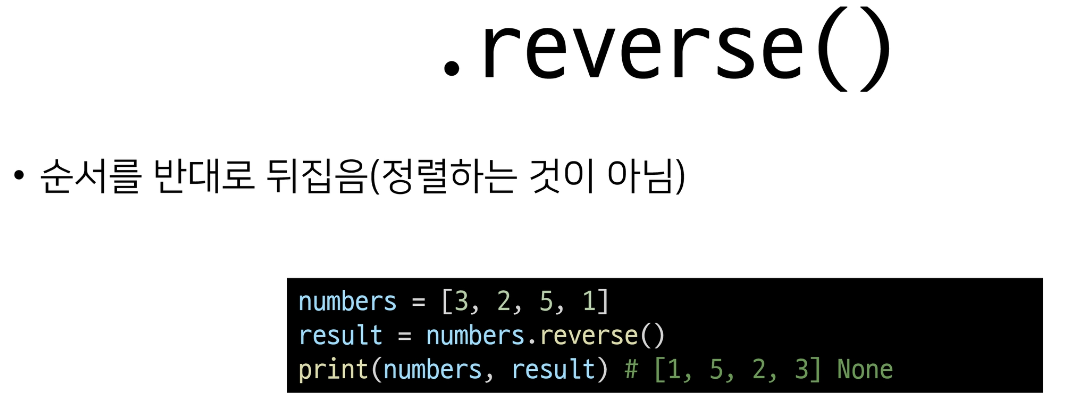 .reverse()
• 순서를 반대로 뒤집음(정렬하는 것이 아님)
numbers = [3, 2, 5, 1]
result = numbers.reverse()
print(numbers, result) # [1, 5, 2, 3] None